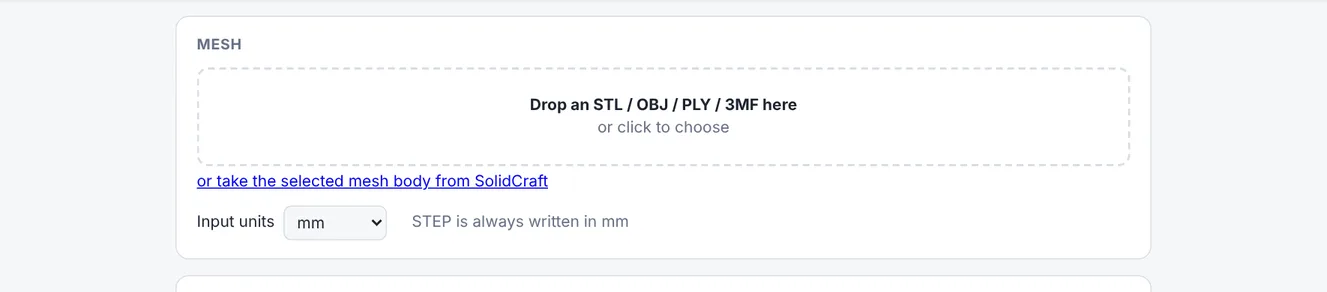 MESH
Drop an STL / OBJ / PLY / 3MF here
or click to choose
or take the selected mesh body from SolidCraft
Input units mm STEP is always written in mm